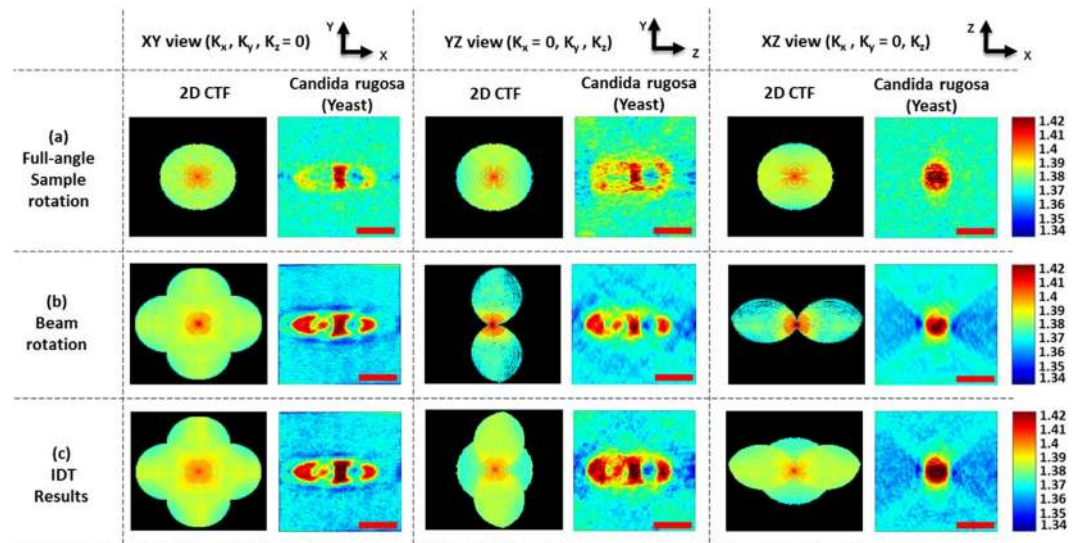 XY view (Kx , Ky , Kz = 0)
Y
X
YZ view (Kx = 0, Ky , Kz)
Y
Z
XZ view (Kx , Ky = 0, Kz)
Z
X
2D CTF
Candida rugosa
(Yeast)
2D CTF
Candida rugosa
(Yeast)
2D CTF
Candida rugosa
(Yeast)
(a)
Full-angle
Sample
rotation
1.42
1.41
1.4
1.39
1.38
1.37
1.36
1.35
1.34
(b)
Beam
rotation
1.42
1.41
1.4
1.39
1.38
1.37
1.36
1.35
1.34
(c)
IDT
Results
1.42
1.41
1.4
1.39
1.38
1.37
1.36
1.35
1.34